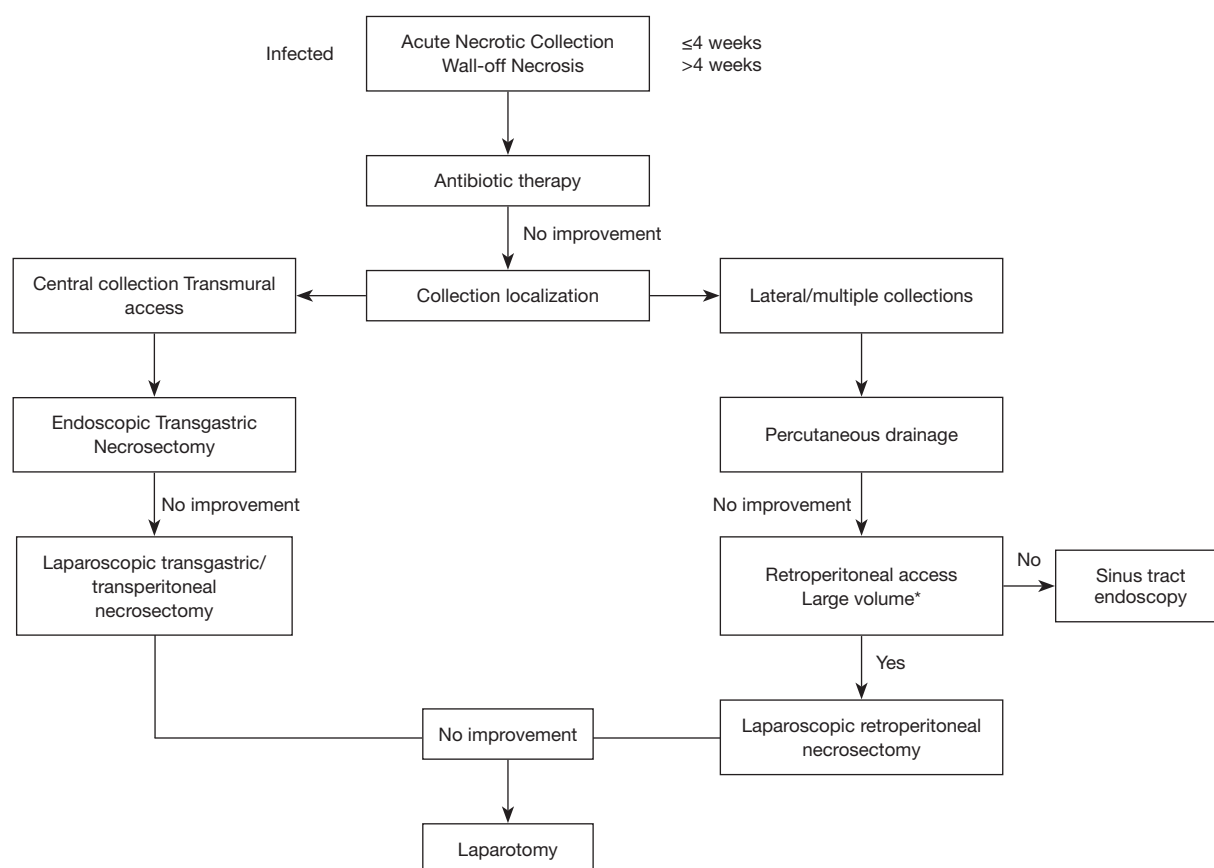 Infected
Acute Necrotic Collection
Wall-off Necrosis
≤4 weeks
>4 weeks
Antibiotic therapy
No improvement
Central collection Transmural
access
Collection localization
Lateral/multiple collections
Endoscopic Transgastric
Necrosectomy
Percutaneous drainage
No improvement
No improvement
Laparoscopic transgastric/
transperitoneal
necrosectomy
Retroperitoneal access
Large volume*
No
Sinus tract
endoscopy
Yes
No improvement
Laparoscopic retroperitoneal
necrosectomy
Laparotomy